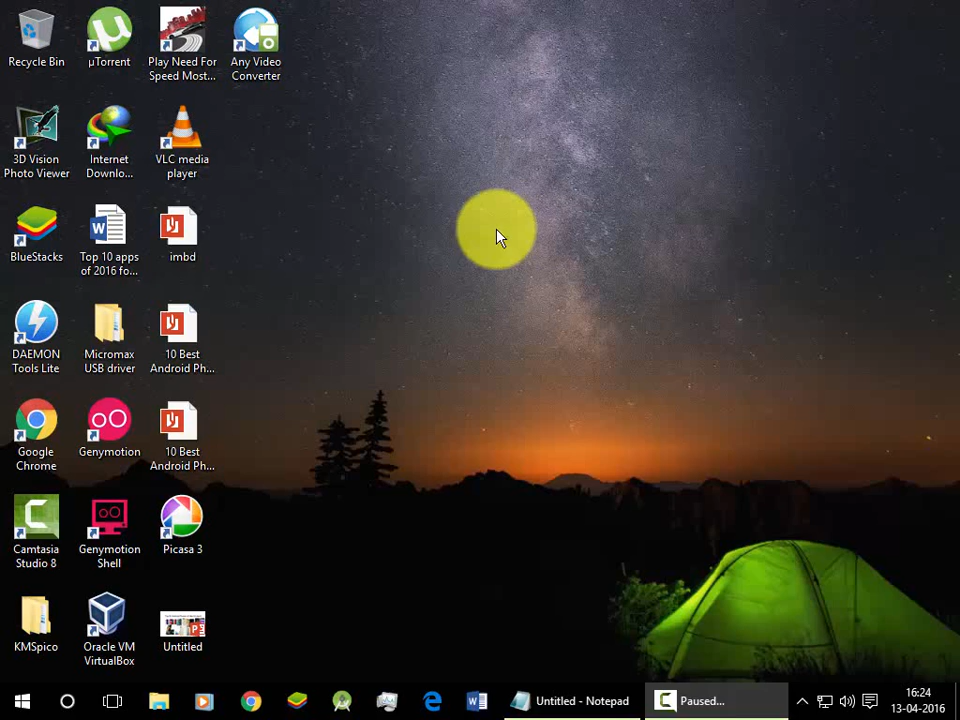 Recycle Bin
µTorrent
Play Need For
Speed Most...
Any Video
Converter
3D Vision
Photo Viewer
Internet
Downlo...
VLC media
player
BlueStacks
Top 10 apps
of 2016 fo...
imbd
DAEMON
Tools Lite
Micromax
USB driver
10 Best
Android Ph...
Google
Chrome
Genymotion
10 Best
Android Ph...
Camtasia
Studio 8
Genymotion
Shell
Picasa 3
KMSpico
Oracle VM
VirtualBox
Untitled
Untitled - Notepad
Paused...
16:24
13-04-2016